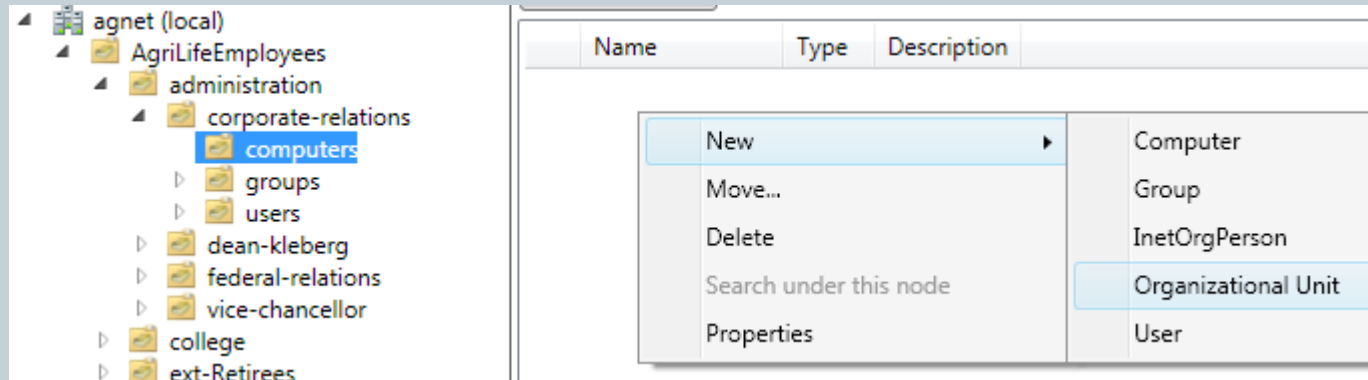 agnet (local)
AgriLifeEmployees
administration
corporate-relations
computers
groups
users
dean-kleberg
federal-relations
vice-chancellor
college
ext-Retirees
Name Type Description
New
Move...
Delete
Search under this node
Properties
Computer
Group
InetOrgPerson
Organizational Unit
User